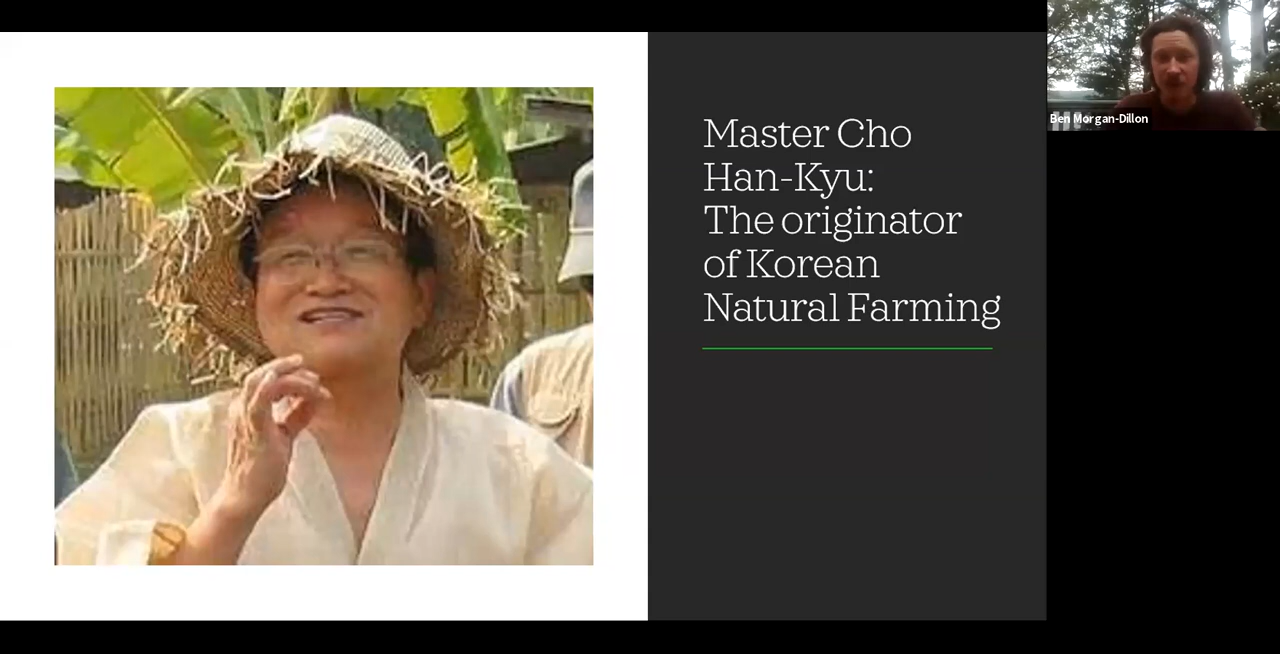 Master Cho
Han-Kyu:
The originator
of Korean
Natural Farming
Ben Morgan-Dillon